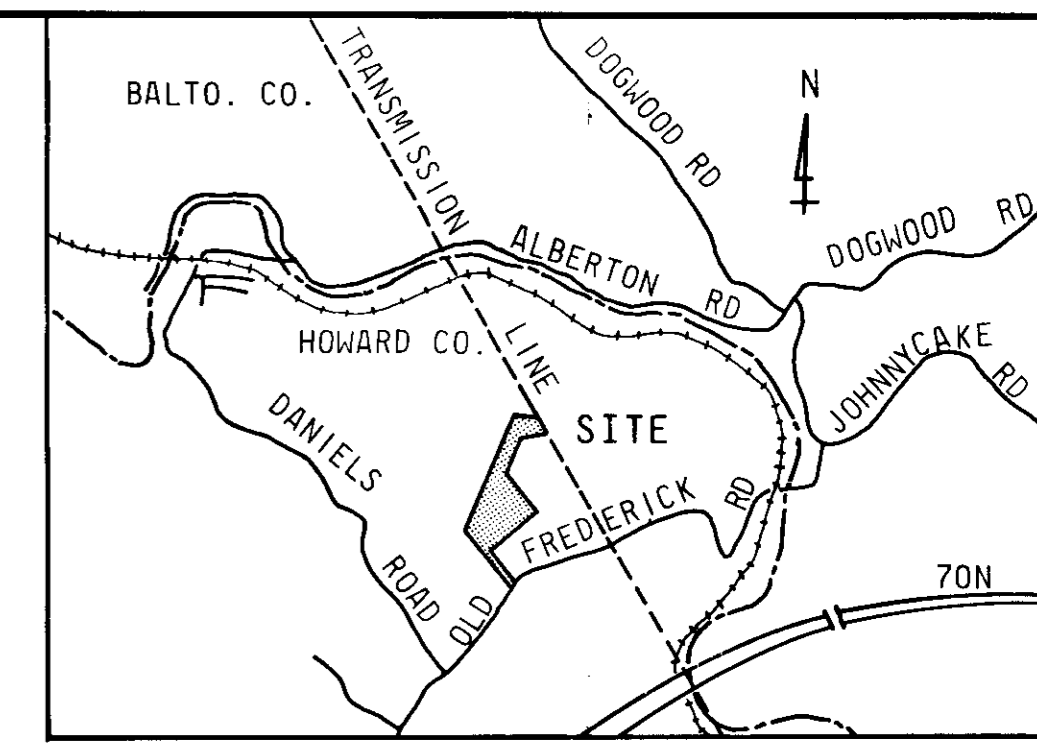 BALTO. CO.
TRANSMISSION LINE
DOGWOOD RD
N
DOGWOOD RD
ALBERTON RD
HOWARD CO.
JOHNNYCAKE RD
DANIELS ROAD
SITE
OLD FREDERICK RD
70N